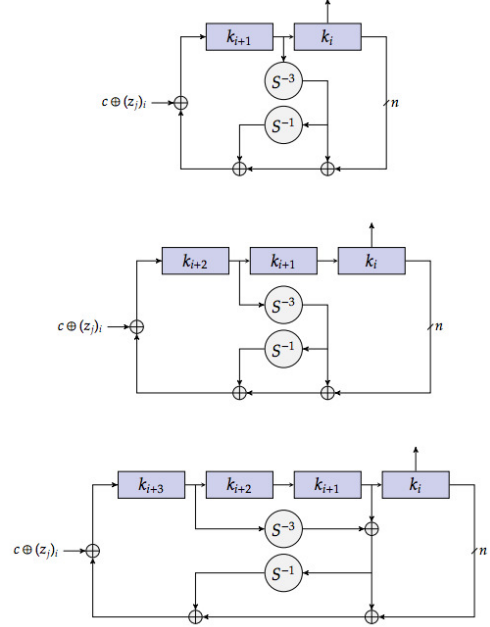 k_{i+1} k_i
S^{-3}
c ⊕ (z_j)_i n
S^{-1}
k_{i+2} k_{i+1} k_i
S^{-3}
c ⊕ (z_j)_i n
S^{-1}
k_{i+3} k_{i+2} k_{i+1} k_i
S^{-3}
c ⊕ (z_j)_i n
S^{-1}